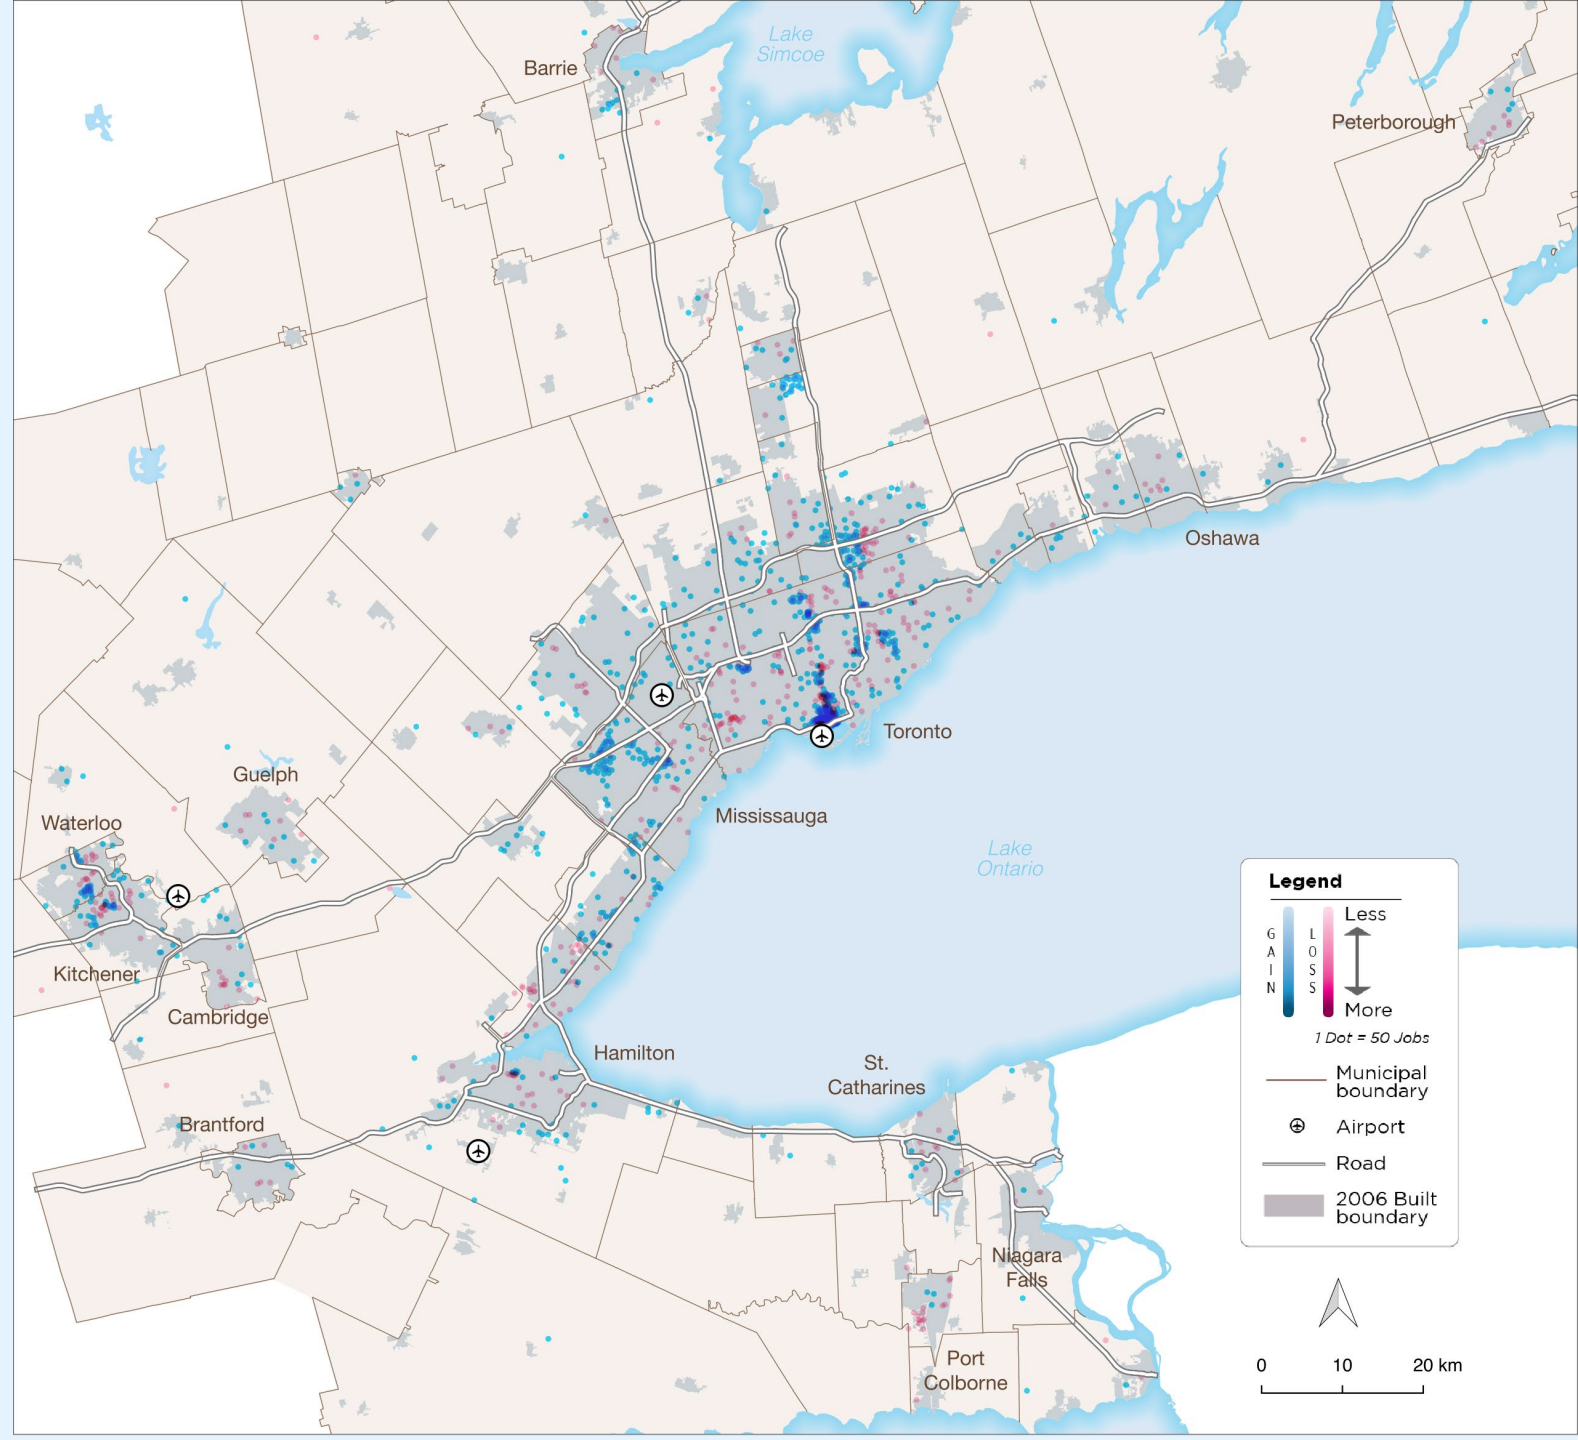 Lake
Simcoe
Barrie
Peterborough
Oshawa
Toronto
Guelph
Mississauga
Waterloo
Lake
Ontario
Kitchener
Cambridge
Hamilton
St.
Catharines
Brantford
Niagara
Falls
Port
Colborne
Legend
GAIN
LOSS
Less
More
1 Dot = 50 Jobs
Municipal
boundary
Airport
Road
2006 Built
boundary
0 10 20 km